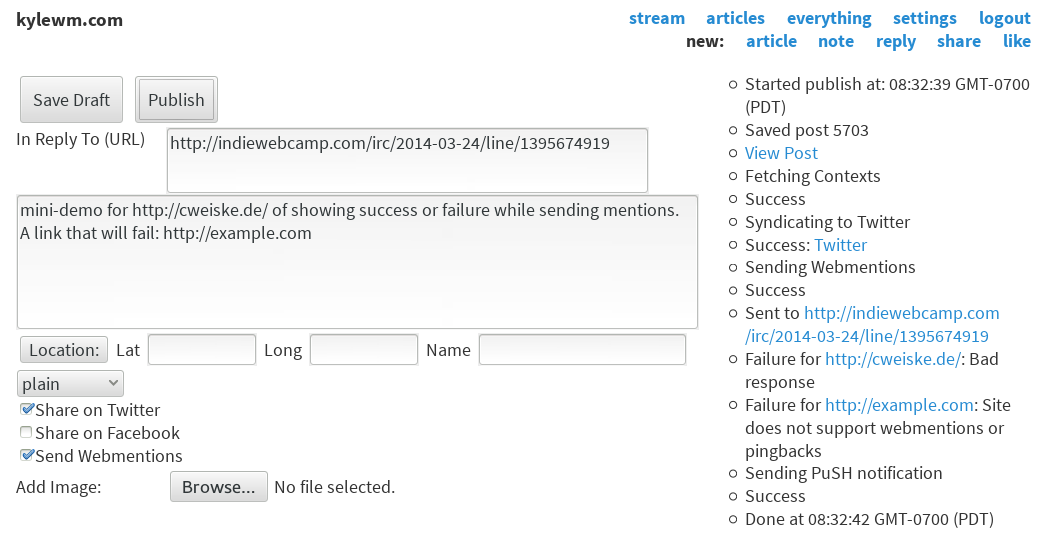 kylewm.com
stream articles everything settings logout
new: article note reply share like
Save Draft Publish
In Reply To (URL) http://indiewebcamp.com/irc/2014-03-24/line/1395674919
mini-demo for http://cweiske.de/ of showing success or failure while sending mentions.
A link that will fail: http://example.com
Location: Lat Long Name
plain
Share on Twitter
Share on Facebook
Send Webmentions
Add Image: Browse... No file selected.
Started publish at: 08:32:39 GMT-0700
(PDT)
Saved post 5703
View Post
Fetching Contexts
Success
Syndicating to Twitter
Success: Twitter
Sending Webmentions
Success
Sent to http://indiewebcamp.com
/irc/2014-03-24/line/1395674919
Failure for http://cweiske.de/: Bad
response
Failure for http://example.com: Site
does not support webmentions or
pingbacks
Sending PuSH notification
Success
Done at 08:32:42 GMT-0700 (PDT)